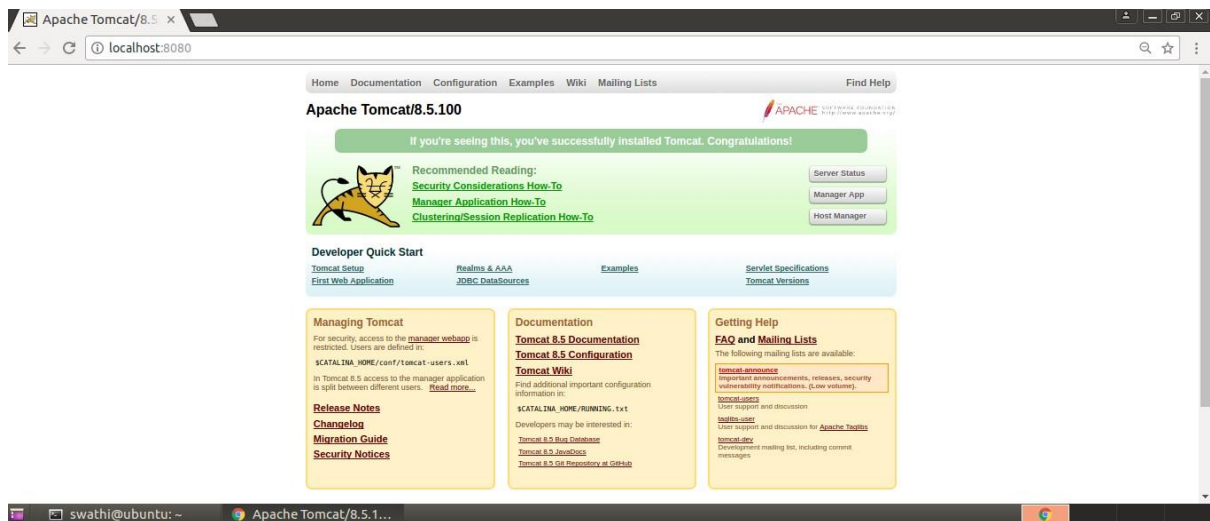 Apache Tomcat/8.5
localhost:8080
Home Documentation Configuration Examples Wiki Mailing Lists Find Help
Apache Tomcat/8.5.100
APACHE SOFTWARE FOUNDATION
http://www.apache.org/
If you're seeing this, you've successfully installed Tomcat. Congratulations!
TM
Recommended Reading:
Security Considerations How-To
Manager Application How-To
Clustering/Session Replication How-To
Server Status
Manager App
Host Manager
Developer Quick Start
Tomcat Setup
First Web Application
Realms & AAA
JDBC DataSources
Examples
Servlet Specifications
Tomcat Versions
Managing Tomcat
For security, access to the manager webapp is
restricted. Users are defined in:
$CATALINA_HOME/conf/tomcat-users.xml
In Tomcat 8.5 access to the manager application
is split between different users. Read more...
Release Notes
Changelog
Migration Guide
Security Notices
Documentation
Tomcat 8.5 Documentation
Tomcat 8.5 Configuration
Tomcat Wiki
Find additional important configuration
information in:
$CATALINA_HOME/RUNNING.txt
Developers may be interested in:
Tomcat 8.5 Bug Database
Tomcat 8.5 JavaDocs
Tomcat 8.5 Git Repository at GitHub
Getting Help
FAQ and Mailing Lists
The following mailing lists are available:
tomcat-announce
Important announcements, releases, security
vulnerability notifications. (Low volume).
tomcat-users
User support and discussion
taglibs-user
User support and discussion for Apache Taglibs
tomcat-dev
Development mailing list, including commit
messages
swathi@ubuntu: ~
Apache Tomcat/8.5.1...